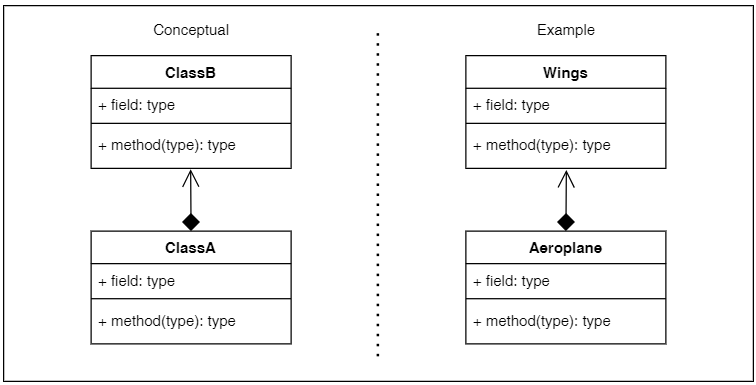 Conceptual
ClassB
+ field: type
+ method(type): type
ClassA
+ field: type
+ method(type): type
Example
Wings
+ field: type
+ method(type): type
Aeroplane
+ field: type
+ method(type): type